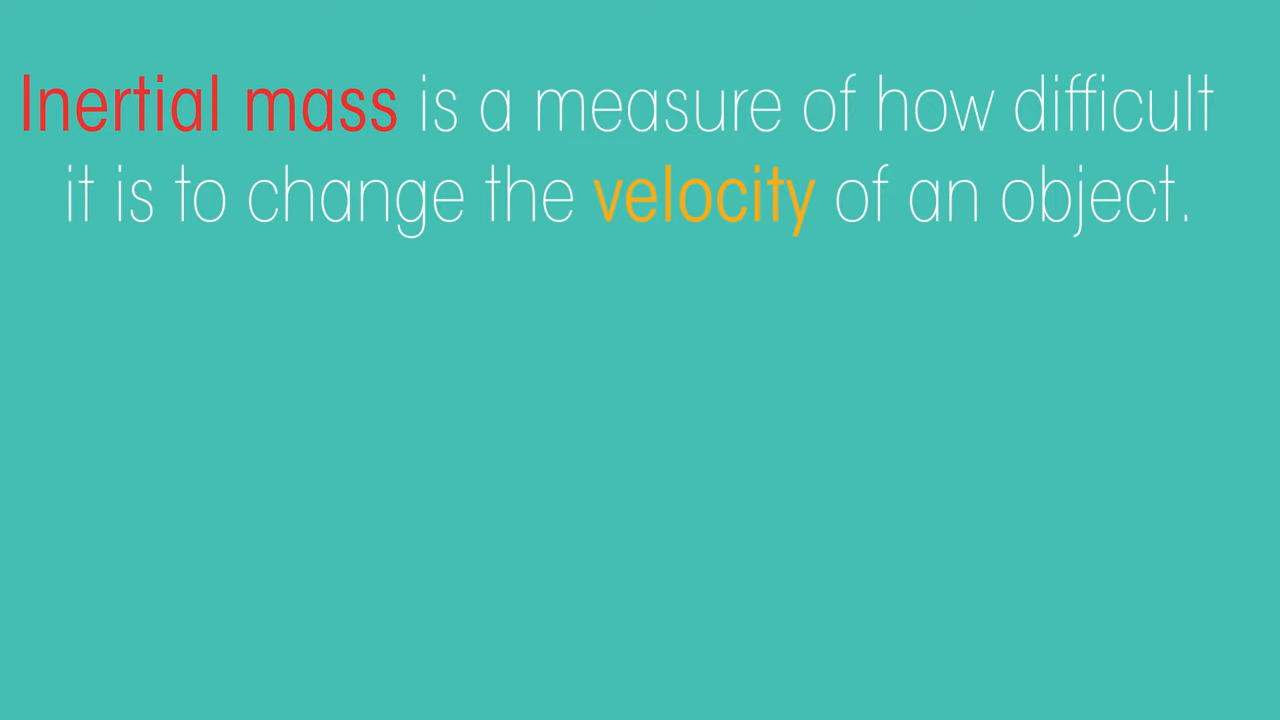 Inertial mass is a measure of how difficult
it is to change the velocity of an object.